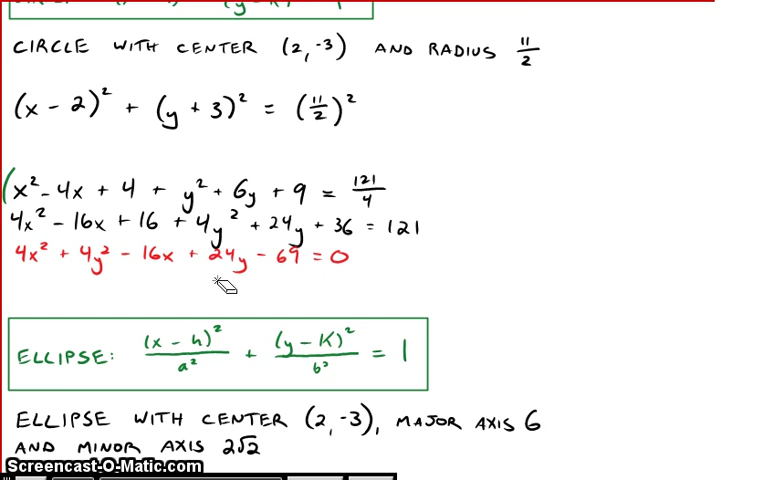 CIRCLE WITH CENTER (2,-3) AND RADIUS 11/2
(x - 2)² + (y + 3)² = (11/2)²
(x² - 4x + 4 + y² + 6y + 9 = 121/4
4x² - 16x + 16 + 4y² + 24y + 36 = 121
4x² + 4y² - 16x + 24y - 69 = 0
ELLIPSE: (x - h)²/a² + (y - K)²/b² = 1
ELLIPSE WITH CENTER (2,-3), MAJOR AXIS 6
AND MINOR AXIS 2√2
Screencast-O-Matic.com